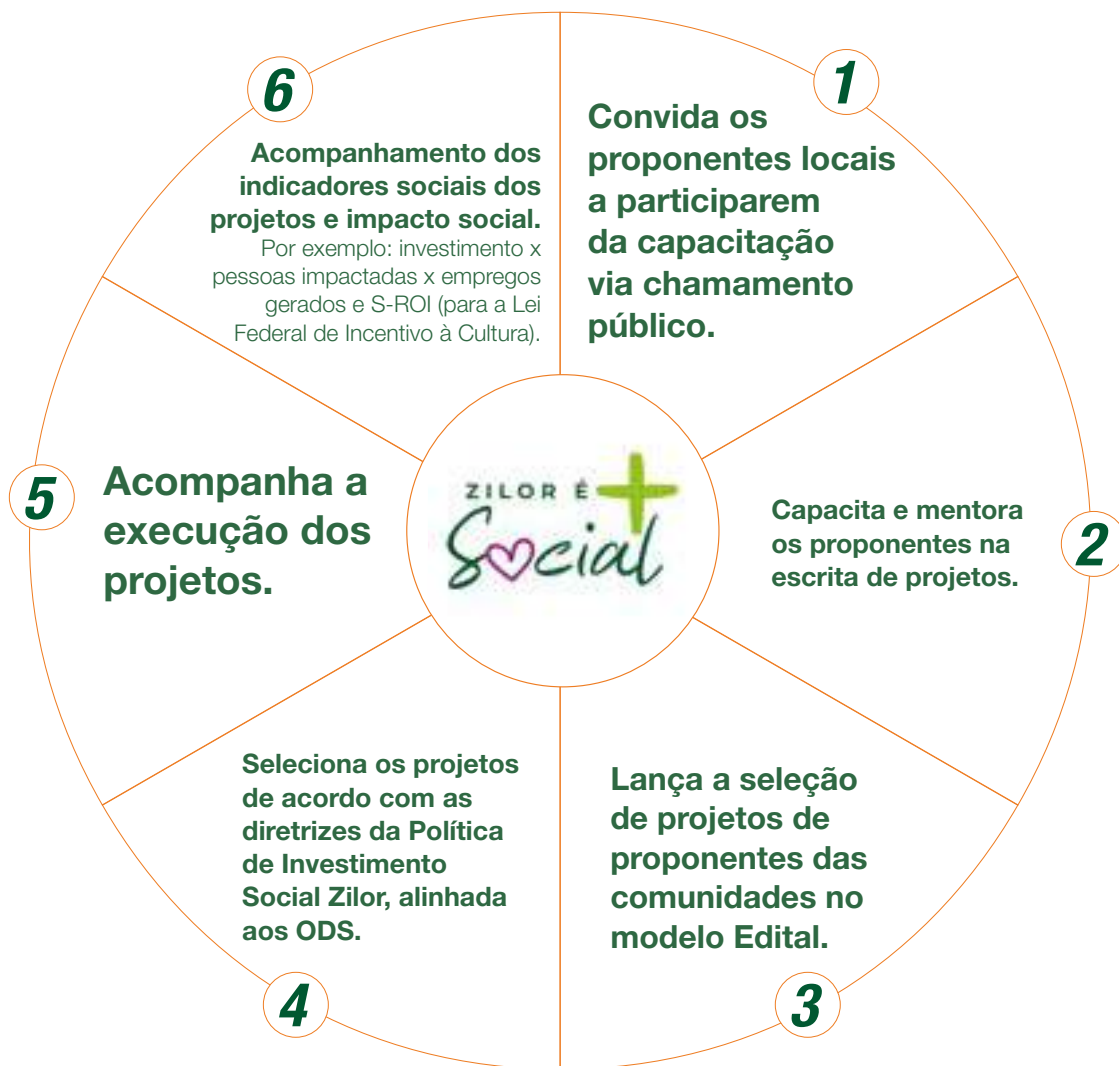 1
Convida os
proponentes locais
a participarem
da capacitação
via chamamento
público.
2
Capacita e mentora
os proponentes na
escrita de projetos.
3
Lança a seleção
de projetos de
proponentes das
comunidades no
modelo Edital.
4
Seleciona os projetos
de acordo com as
diretrizes da Política
de Investimento
Social Zilor, alinhada
aos ODS.
5
Acompanha a
execução dos
projetos.
6
Acompanhamento dos
indicadores sociais dos
projetos e impacto social.
Por exemplo: investimento x
pessoas impactadas x empregos
gerados e S-ROI (para a Lei
Federal de Incentivo à Cultura).
ZILOR É +
Social